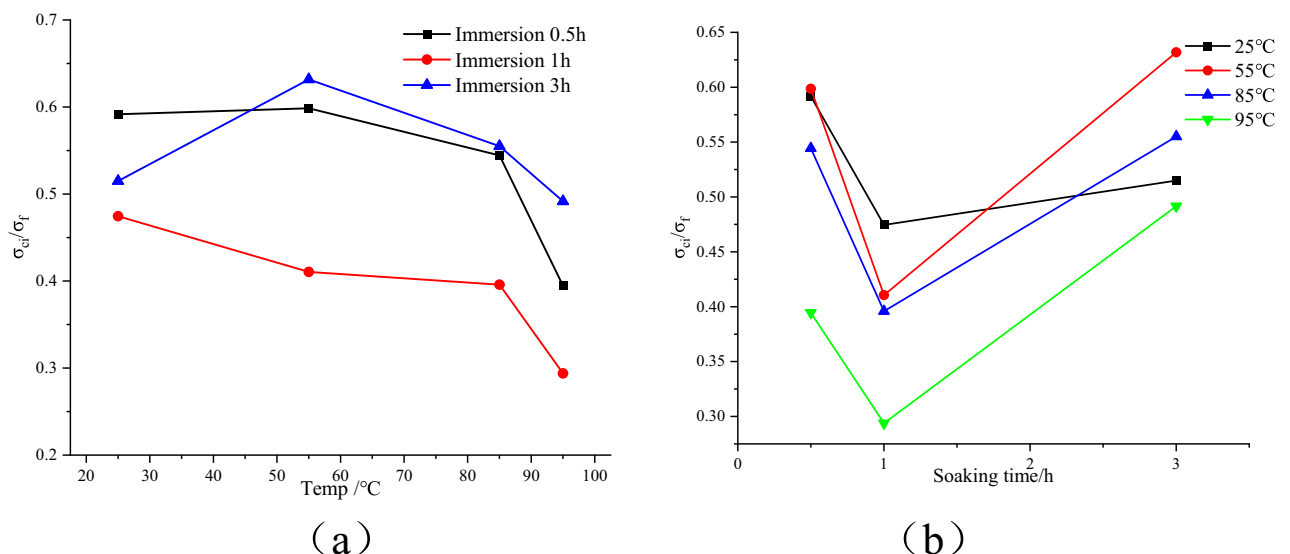 0.7
0.6
0.5
0.4
0.3
0.2
σci/σf
20 30 40 50 60 70 80 90 100
Temp /℃
Immersion 0.5h
Immersion 1h
Immersion 3h
(a)
0.65
0.60
0.55
0.50
0.45
0.40
0.35
0.30
σci/σf
0 1 2 3
Soaking time/h
25℃
55℃
85℃
95℃
(b)